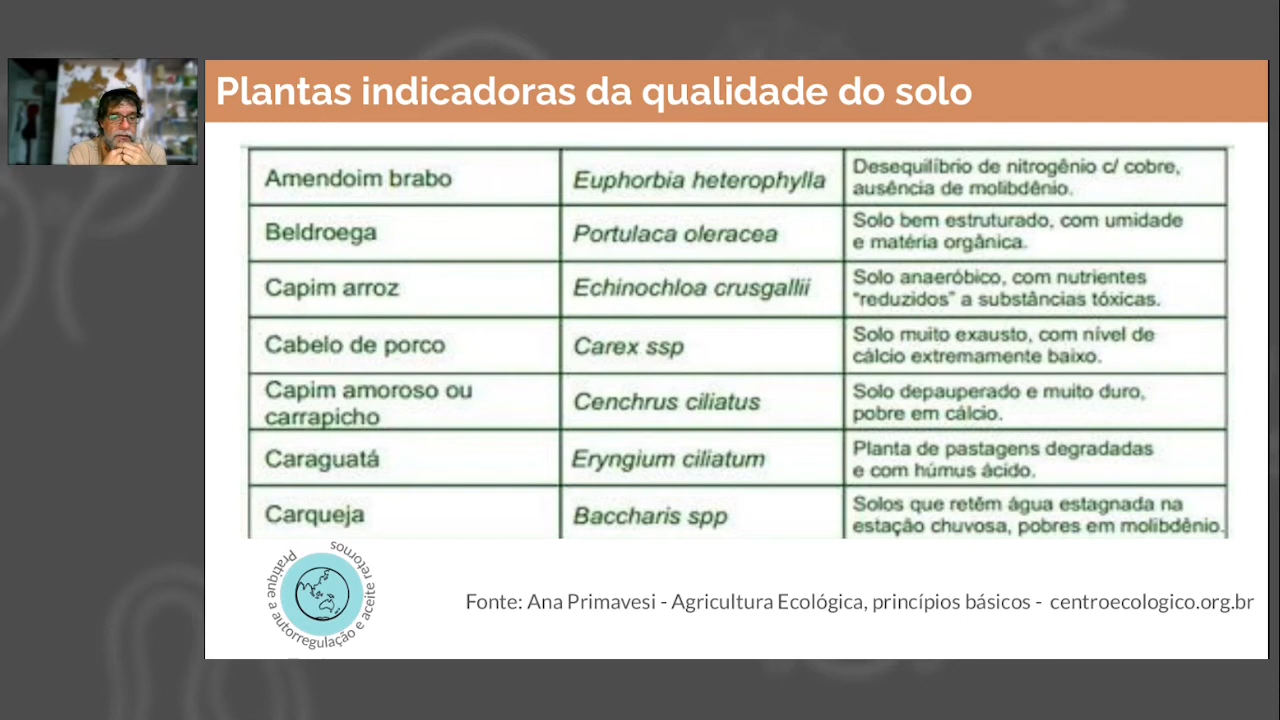 Plantas indicadoras da qualidade do solo
Amendoim brabo
Euphorbia heterophylla
Desequilíbrio de nitrogênio c/ cobre,
ausência de molibdênio.
Beldroega
Portulaca oleracea
Solo bem estruturado, com umidade
e matéria orgânica.
Capim arroz
Echinochloa crusgallii
Solo anaeróbico, com nutrientes
"reduzidos" a substâncias tóxicas.
Cabelo de porco
Carex ssp
Solo muito exausto, com nível de
cálcio extremamente baixo.
Capim amoroso ou
carrapicho
Cenchrus ciliatus
Solo depauperado e muito duro,
pobre em cálcio.
Caraguatá
Eryngium ciliatum
Planta de pastagens degradadas
e com húmus ácido.
Carqueja
Baccharis spp
Solos que retêm água estagnada na
estação chuvosa, pobres em molibdênio.
Pratique a autorregulação e aceite retornos
Fonte: Ana Primavesi - Agricultura Ecológica, princípios básicos - centroecologico.org.br